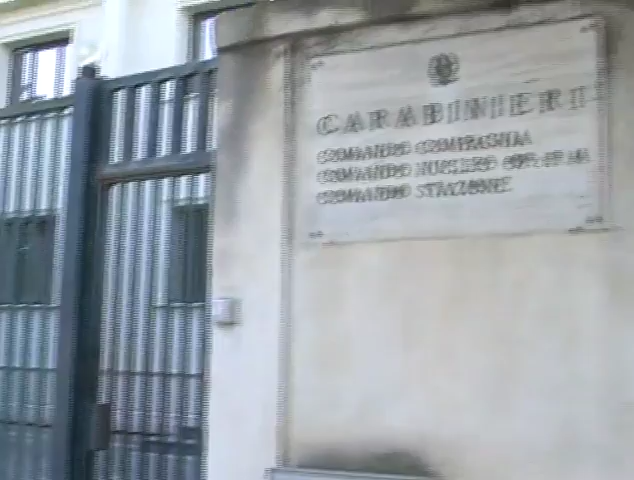 CARABINIERI
COMANDO COMPAGNIA
COMANDO NUCLEO
COMANDO STAZIONE